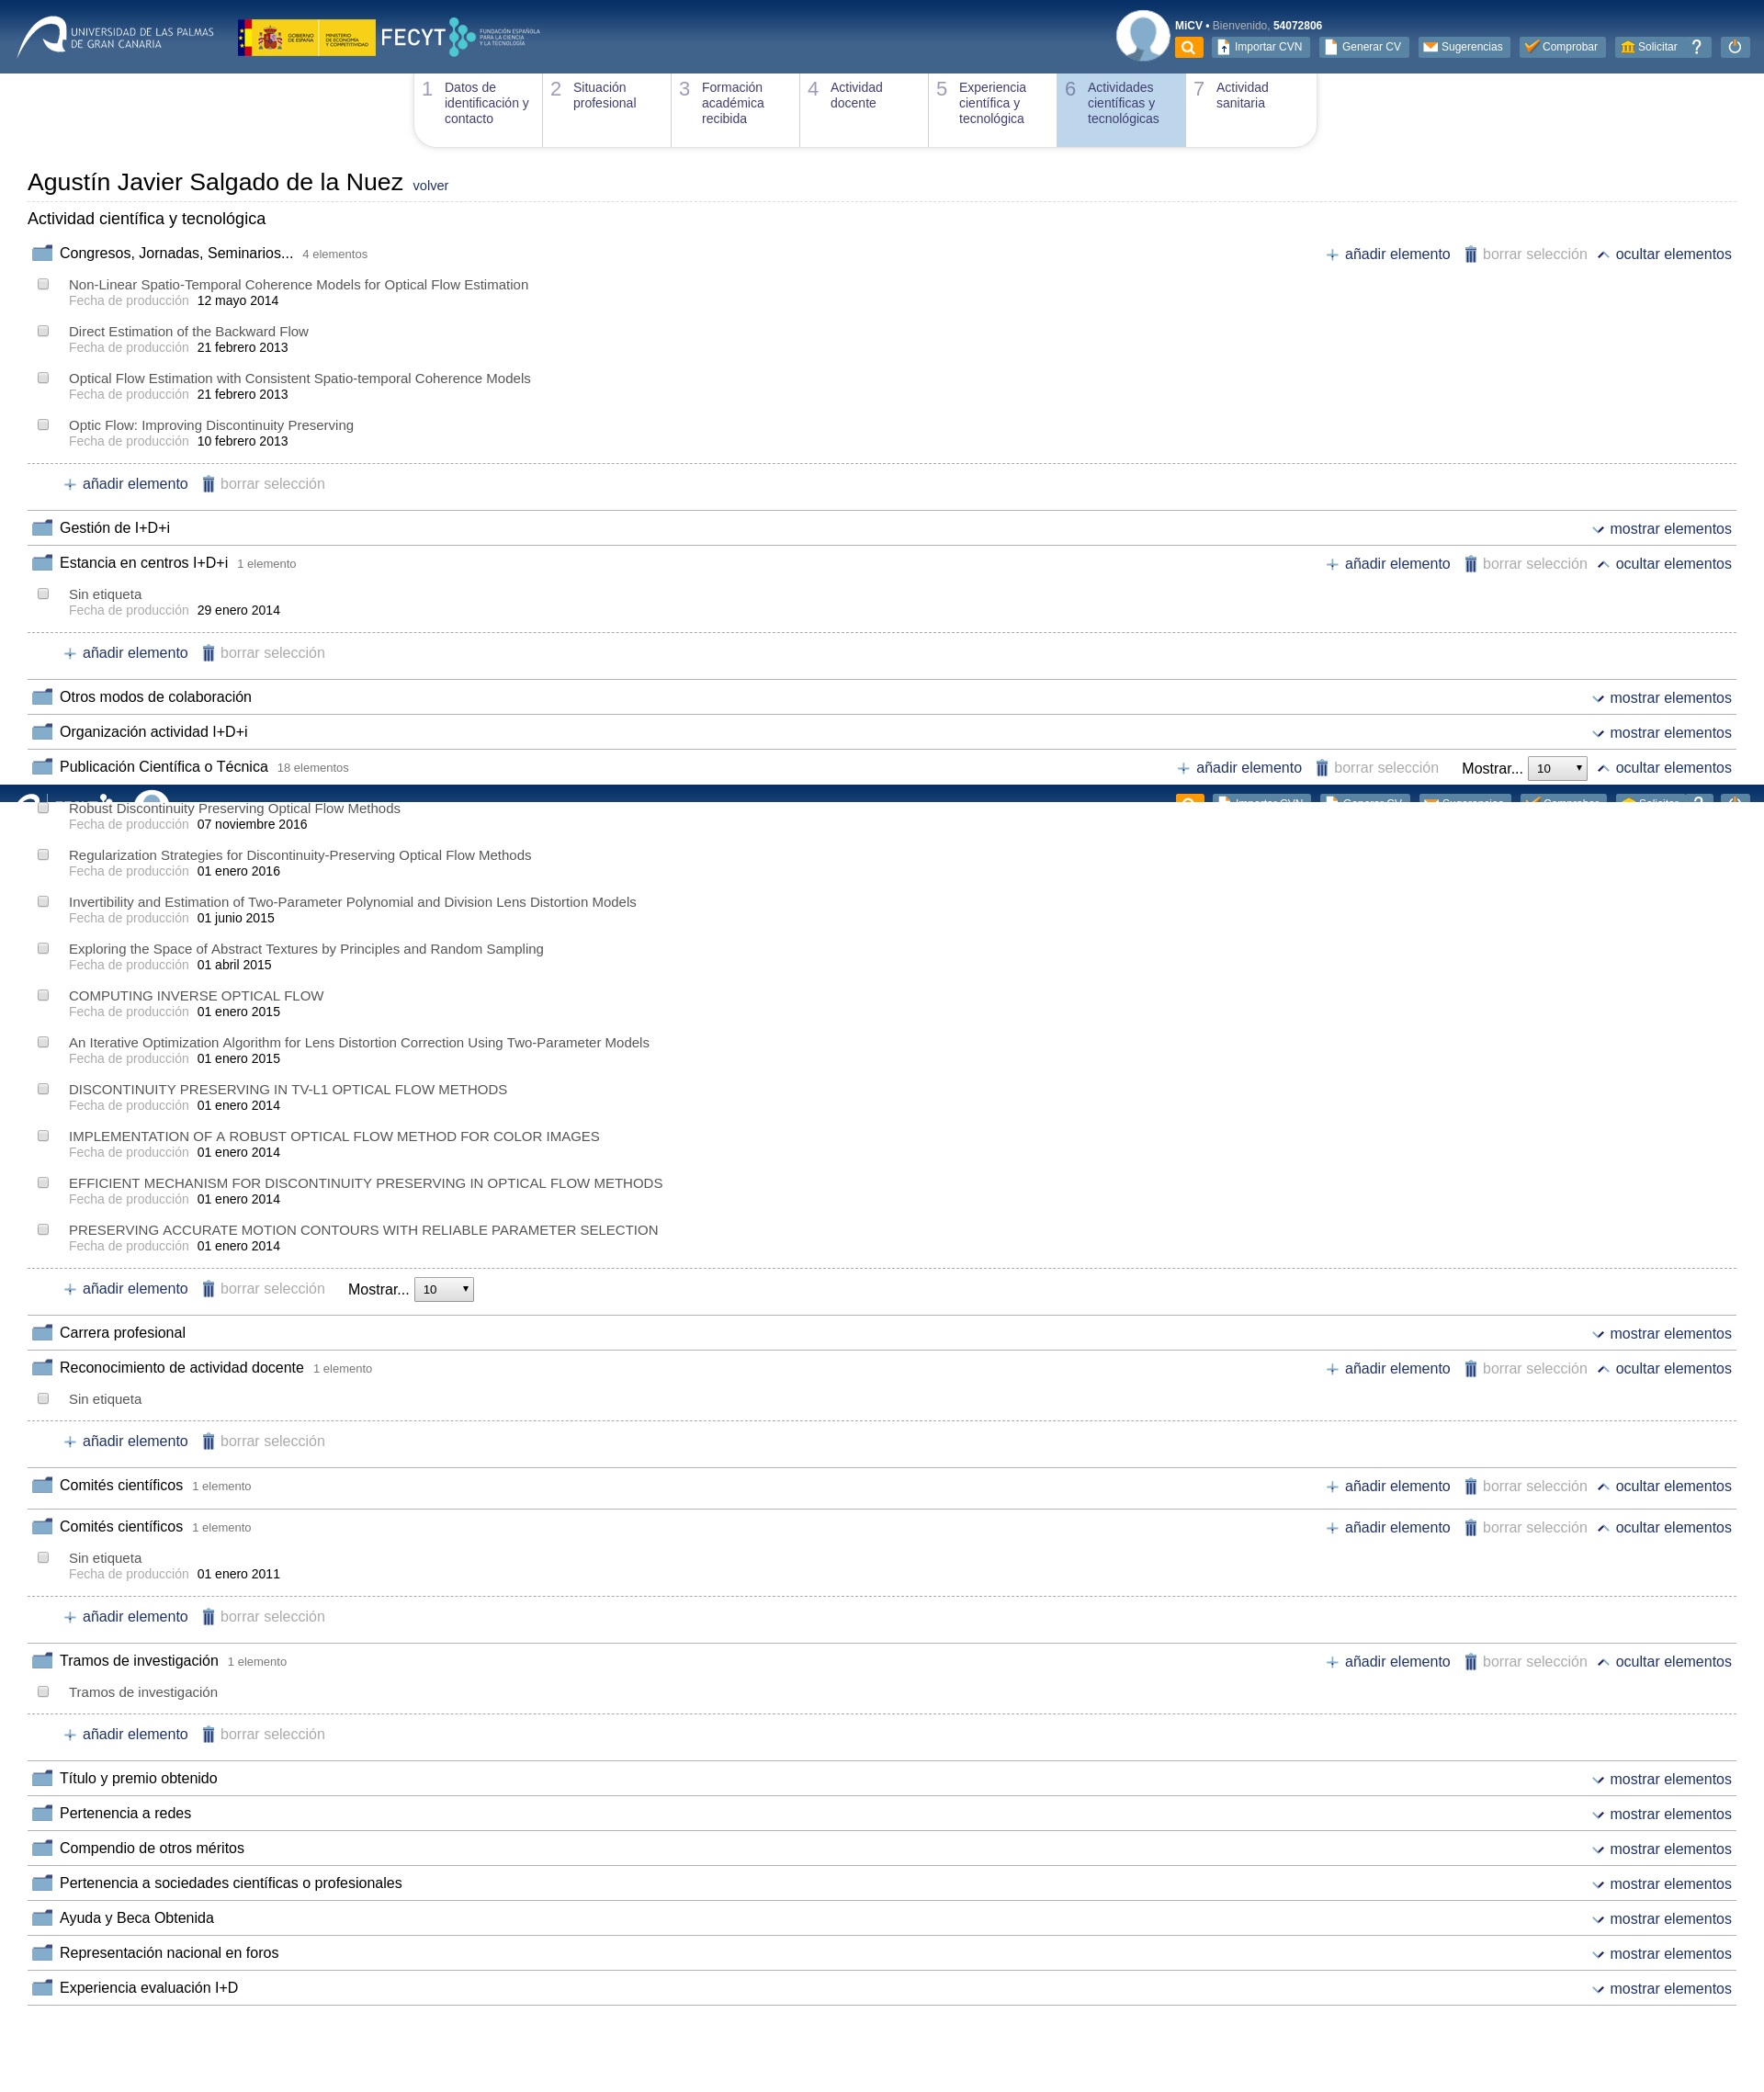 UNIVERSIDAD DE LAS PALMAS
DE GRAN CANARIA
GOBIERNO
DE ESPAÑA
MINISTERIO
DE ECONOMÍA
Y COMPETITIVIDAD
FECYT
FUNDACIÓN ESPAÑOLA
PARA LA CIENCIA
Y LA TECNOLOGÍA
MiCV • Bienvenido, 54072806
Importar CVN Generar CV Sugerencias Comprobar Solicitar ?
1 Datos de identificación y contacto
2 Situación profesional
3 Formación académica recibida
4 Actividad docente
5 Experiencia científica y tecnológica
6 Actividades científicas y tecnológicas
7 Actividad sanitaria
Agustín Javier Salgado de la Nuez volver
Actividad científica y tecnológica
Congresos, Jornadas, Seminarios... 4 elementos añadir elemento borrar selección ocultar elementos
Non-Linear Spatio-Temporal Coherence Models for Optical Flow Estimation
Fecha de producción 12 mayo 2014
Direct Estimation of the Backward Flow
Fecha de producción 21 febrero 2013
Optical Flow Estimation with Consistent Spatio-temporal Coherence Models
Fecha de producción 21 febrero 2013
Optic Flow: Improving Discontinuity Preserving
Fecha de producción 10 febrero 2013
añadir elemento borrar selección
Gestión de I+D+i mostrar elementos
Estancia en centros I+D+i 1 elemento añadir elemento borrar selección ocultar elementos
Sin etiqueta
Fecha de producción 29 enero 2014
añadir elemento borrar selección
Otros modos de colaboración mostrar elementos
Organización actividad I+D+i mostrar elementos
Publicación Científica o Técnica 18 elementos añadir elemento borrar selección Mostrar... 10 ocultar elementos
Importar CVN Generar CV Sugerencias Comprobar Solicitar ?
Robust Discontinuity Preserving Optical Flow Methods
Fecha de producción 07 noviembre 2016
Regularization Strategies for Discontinuity-Preserving Optical Flow Methods
Fecha de producción 01 enero 2016
Invertibility and Estimation of Two-Parameter Polynomial and Division Lens Distortion Models
Fecha de producción 01 junio 2015
Exploring the Space of Abstract Textures by Principles and Random Sampling
Fecha de producción 01 abril 2015
COMPUTING INVERSE OPTICAL FLOW
Fecha de producción 01 enero 2015
An Iterative Optimization Algorithm for Lens Distortion Correction Using Two-Parameter Models
Fecha de producción 01 enero 2015
DISCONTINUITY PRESERVING IN TV-L1 OPTICAL FLOW METHODS
Fecha de producción 01 enero 2014
IMPLEMENTATION OF A ROBUST OPTICAL FLOW METHOD FOR COLOR IMAGES
Fecha de producción 01 enero 2014
EFFICIENT MECHANISM FOR DISCONTINUITY PRESERVING IN OPTICAL FLOW METHODS
Fecha de producción 01 enero 2014
PRESERVING ACCURATE MOTION CONTOURS WITH RELIABLE PARAMETER SELECTION
Fecha de producción 01 enero 2014
añadir elemento borrar selección Mostrar... 10
Carrera profesional mostrar elementos
Reconocimiento de actividad docente 1 elemento añadir elemento borrar selección ocultar elementos
Sin etiqueta
añadir elemento borrar selección
Comités científicos 1 elemento añadir elemento borrar selección ocultar elementos
Comités científicos 1 elemento añadir elemento borrar selección ocultar elementos
Sin etiqueta
Fecha de producción 01 enero 2011
añadir elemento borrar selección
Tramos de investigación 1 elemento añadir elemento borrar selección ocultar elementos
Tramos de investigación
añadir elemento borrar selección
Título y premio obtenido mostrar elementos
Pertenencia a redes mostrar elementos
Compendio de otros méritos mostrar elementos
Pertenencia a sociedades científicas o profesionales mostrar elementos
Ayuda y Beca Obtenida mostrar elementos
Representación nacional en foros mostrar elementos
Experiencia evaluación I+D mostrar elementos